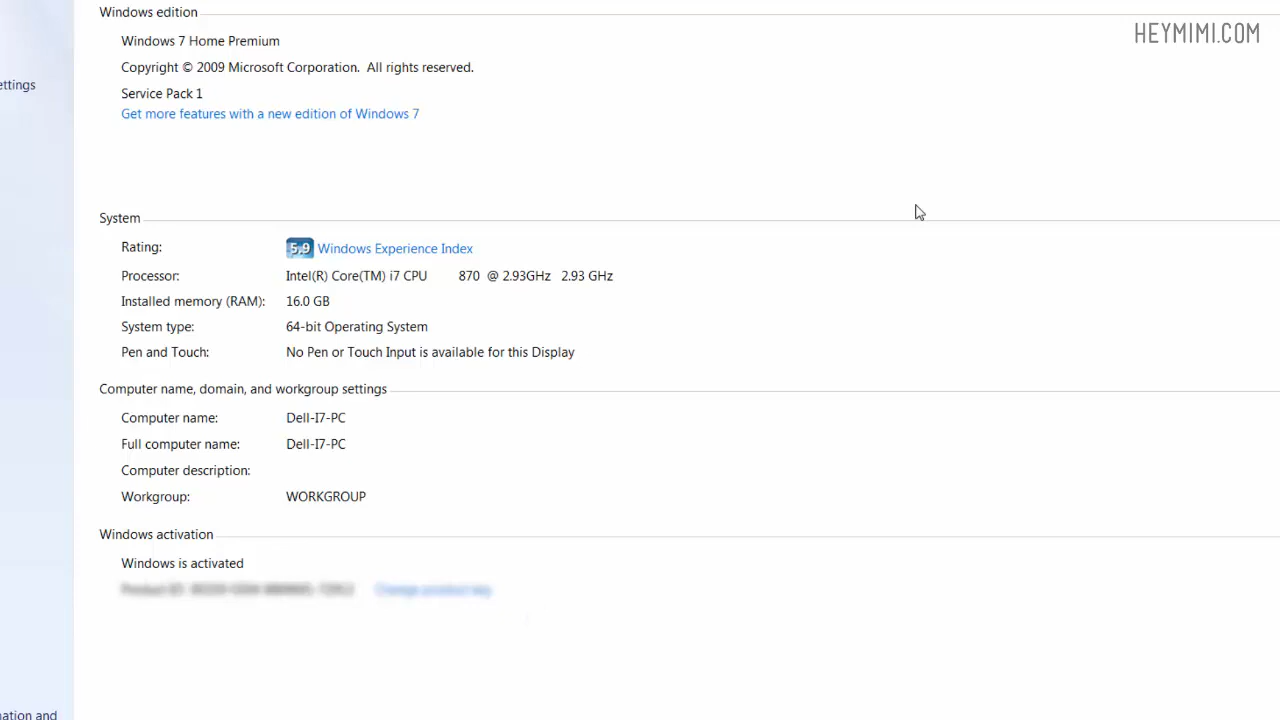 Windows edition
HEYMIMI.COM
Windows 7 Home Premium
Copyright © 2009 Microsoft Corporation. All rights reserved.
ettings
Service Pack 1
Get more features with a new edition of Windows 7
System
Rating: 5.9 Windows Experience Index
Processor: Intel(R) Core(TM) i7 CPU 870 @ 2.93GHz 2.93 GHz
Installed memory (RAM): 16.0 GB
System type: 64-bit Operating System
Pen and Touch: No Pen or Touch Input is available for this Display
Computer name, domain, and workgroup settings
Computer name: Dell-I7-PC
Full computer name: Dell-I7-PC
Computer description:
Workgroup: WORKGROUP
Windows activation
Windows is activated
Change product key
nation and